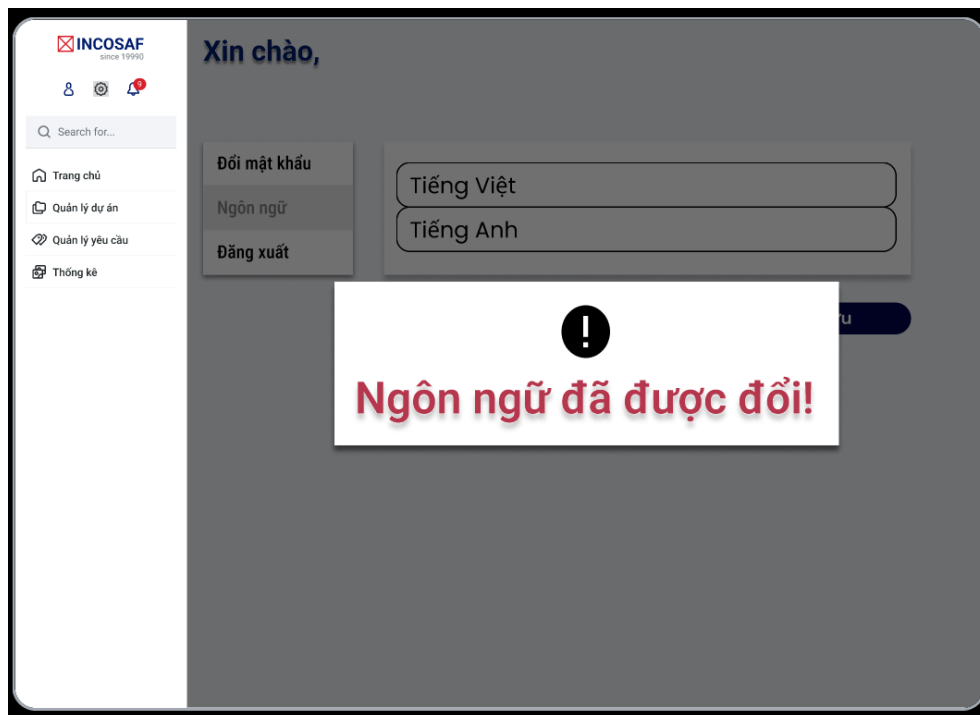 INCOSAF
since 19990
Search for...
Trang chủ
Quản lý dự án
Quản lý yêu cầu
Thống kê
Xin chào,
Đổi mật khẩu
Ngôn ngữ
Đăng xuất
Tiếng Việt
Tiếng Anh
Ngôn ngữ đã được đổi!